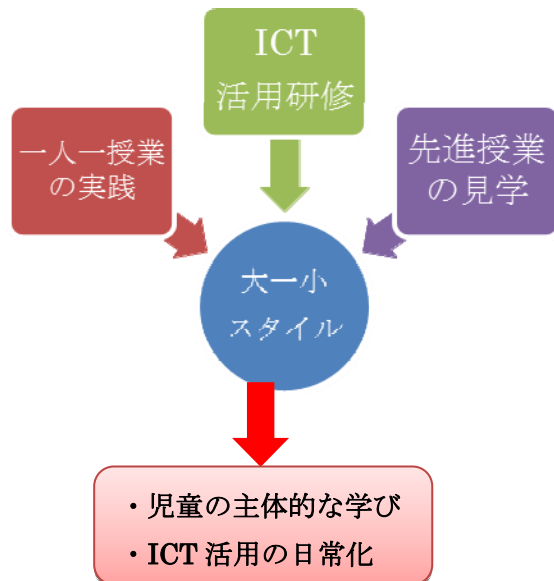 ICT
活用研修
一人一授業
の実践
先進授業
の見学
大一小
スタイル
・児童の主体的な学び
・ICT 活用の日常化